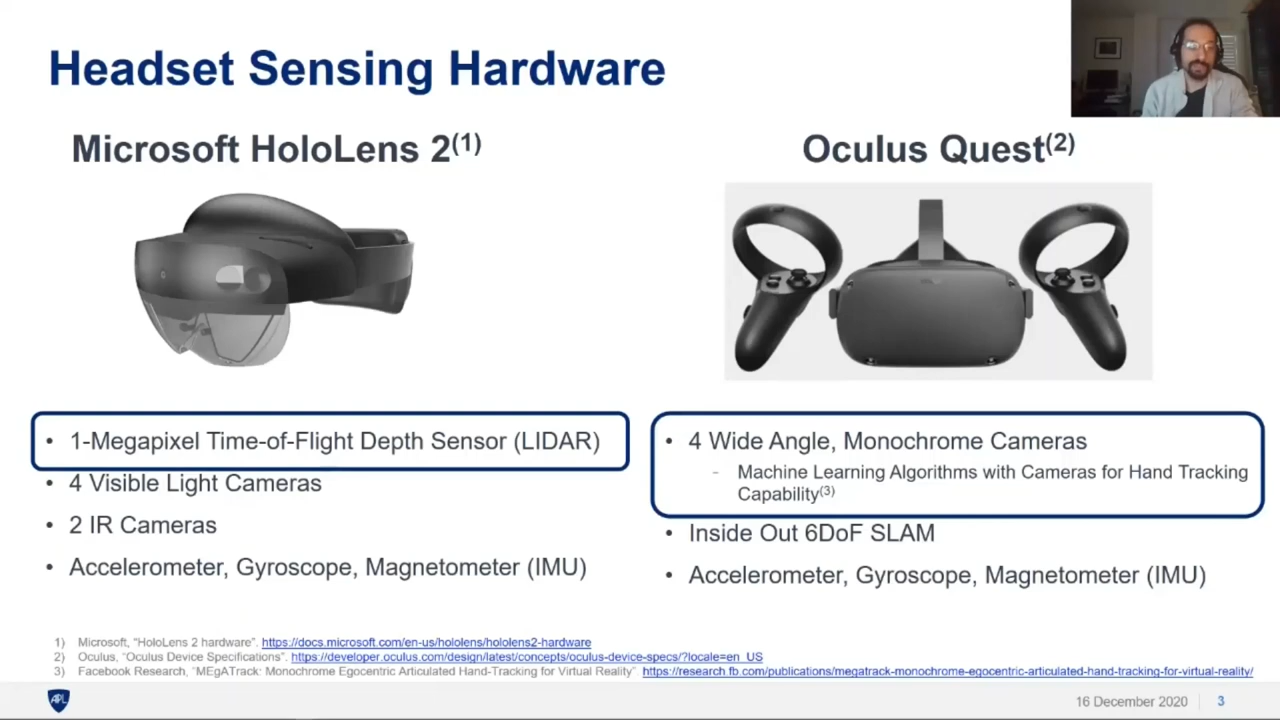 Headset Sensing Hardware
Microsoft HoloLens 2(1)
Oculus Quest(2)
• 1-Megapixel Time-of-Flight Depth Sensor (LIDAR)
• 4 Visible Light Cameras
• 2 IR Cameras
• Accelerometer, Gyroscope, Magnetometer (IMU)
• 4 Wide Angle, Monochrome Cameras
- Machine Learning Algorithms with Cameras for Hand Tracking
Capability(3)
• Inside Out 6DoF SLAM
• Accelerometer, Gyroscope, Magnetometer (IMU)
1) Microsoft, “HoloLens 2 hardware”. https://docs.microsoft.com/en-us/hololens/hololens2-hardware
2) Oculus, “Oculus Device Specifications”. https://developer.oculus.com/design/latest/concepts/oculus-device-specs/?locale=en_US
3) Facebook Research, “MEgATrack: Monochrome Egocentric Articulated Hand-Tracking for Virtual Reality”. https://research.fb.com/publications/megatrack-monochrome-egocentric-articulated-hand-tracking-for-virtual-reality/
APL
16 December 2020 3